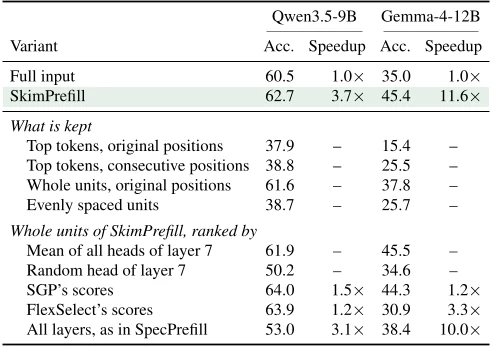 Qwen3.5-9B Gemma-4-12B
Variant Acc. Speedup Acc. Speedup
Full input 60.5 1.0× 35.0 1.0×
SkimPrefill 62.7 3.7× 45.4 11.6×
What is kept
Top tokens, original positions 37.9 – 15.4 –
Top tokens, consecutive positions 38.8 – 25.5 –
Whole units, original positions 61.6 – 37.8 –
Evenly spaced units 38.7 – 25.7 –
Whole units of SkimPrefill, ranked by
Mean of all heads of layer 7 61.9 – 45.5 –
Random head of layer 7 50.2 – 34.6 –
SGP's scores 64.0 1.5× 44.3 1.2×
FlexSelect's scores 63.9 1.2× 30.9 3.3×
All layers, as in SpecPrefill 53.0 3.1× 38.4 10.0×